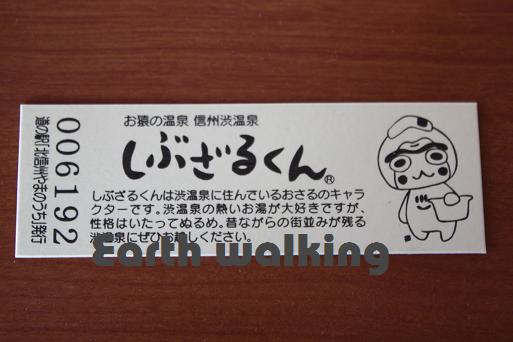 お猿の温泉 信州渋温泉
しぶざるくん®
しぶざるくんは渋温泉に住んでいるおさるのキャラ
クターです。渋温泉の熱いお湯が大好きですが、
性格はいたってぬるめ。昔ながらの街並みが残る
渋温泉にぜひお越しください。
006192
道の駅「北信州やまのうち」発行
Earth walking